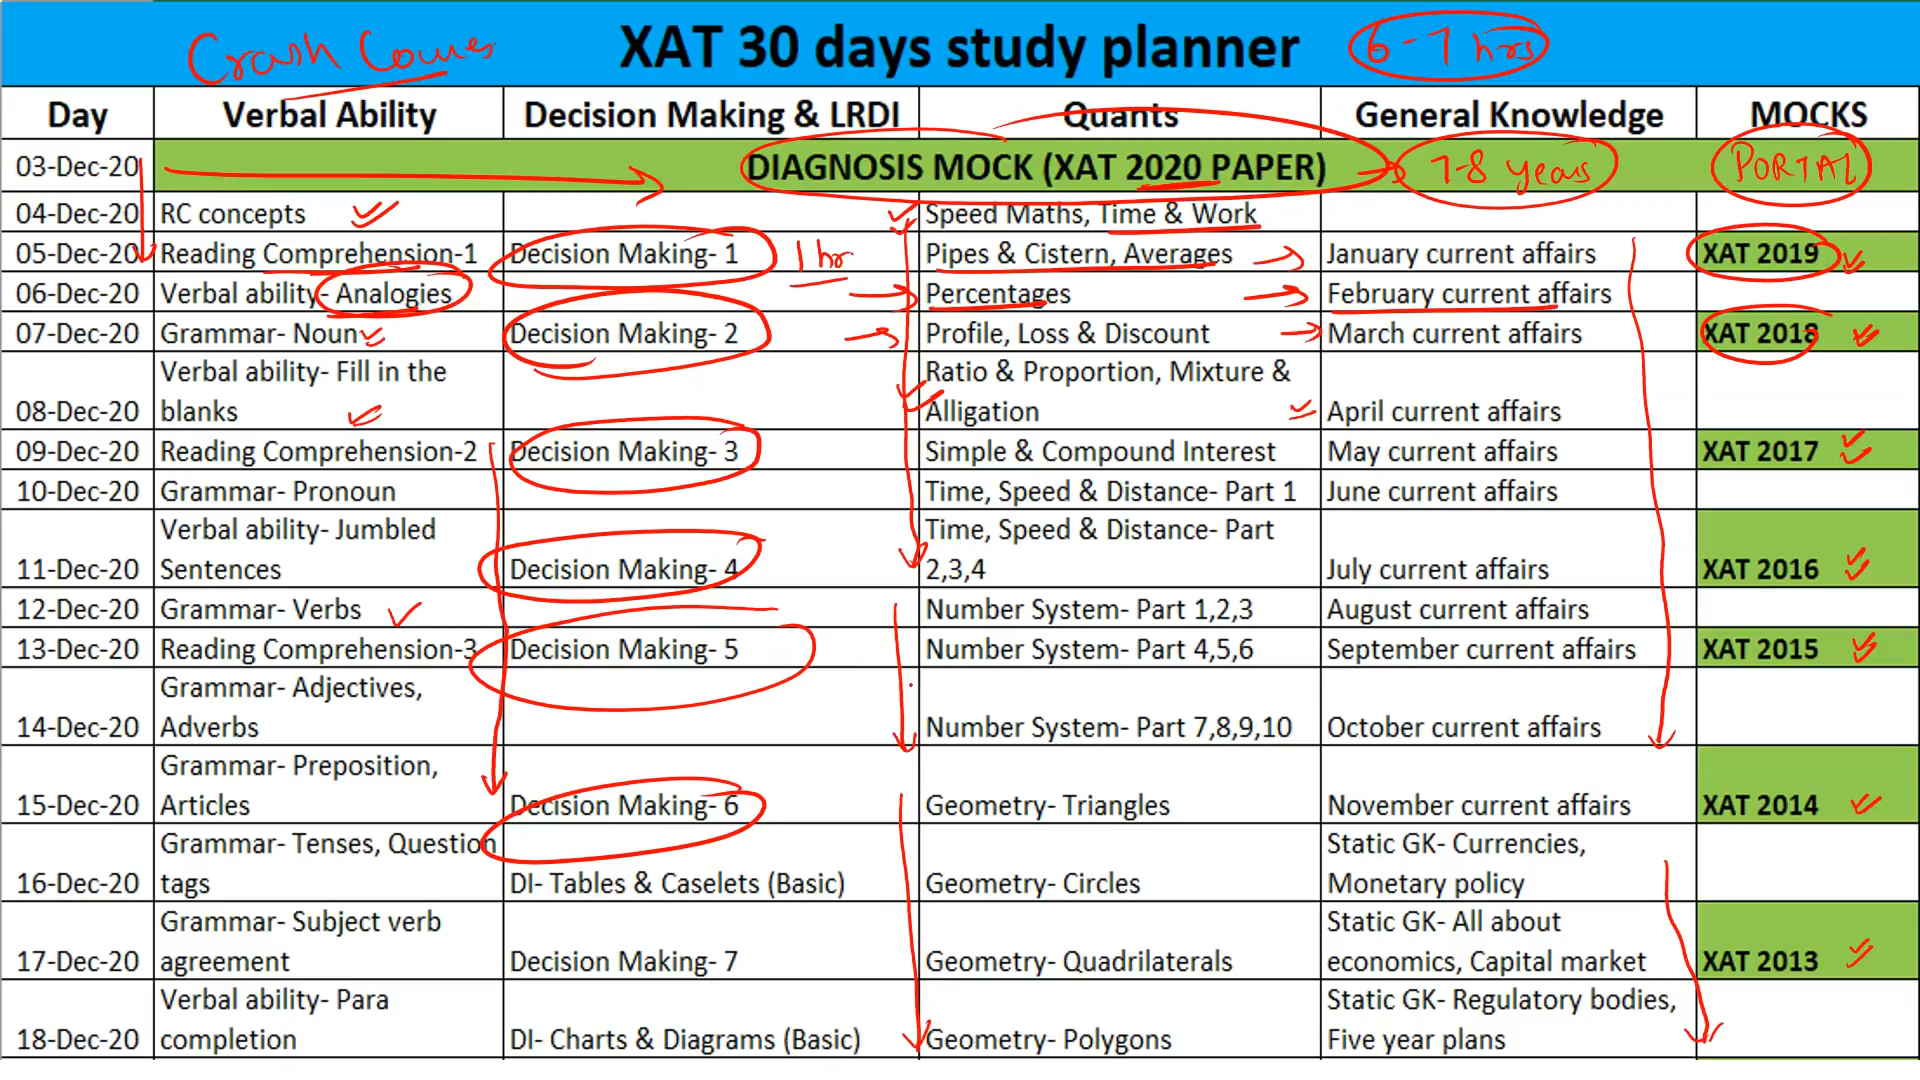 Crash Course
XAT 30 days study planner
6-7 hrs
Day
Verbal Ability
Decision Making & LRDI
Quants
General Knowledge
MOCKS
03-Dec-20
DIAGNOSIS MOCK (XAT 2020 PAPER)
7-8 years
PORTAL
04-Dec-20
RC concepts
Speed Maths, Time & Work
05-Dec-20
Reading Comprehension-1
Decision Making- 1
1 hr
Pipes & Cistern, Averages
January current affairs
XAT 2019
06-Dec-20
Verbal ability- Analogies
Percentages
February current affairs
07-Dec-20
Grammar- Noun
Decision Making- 2
Profile, Loss & Discount
March current affairs
XAT 2018
08-Dec-20
Verbal ability- Fill in the
blanks
Ratio & Proportion, Mixture &
Alligation
April current affairs
09-Dec-20
Reading Comprehension-2
Decision Making- 3
Simple & Compound Interest
May current affairs
XAT 2017
10-Dec-20
Grammar- Pronoun
Time, Speed & Distance- Part 1
June current affairs
11-Dec-20
Verbal ability- Jumbled
Sentences
Decision Making- 4
Time, Speed & Distance- Part
2,3,4
July current affairs
XAT 2016
12-Dec-20
Grammar- Verbs
Number System- Part 1,2,3
August current affairs
13-Dec-20
Reading Comprehension-3
Decision Making- 5
Number System- Part 4,5,6
September current affairs
XAT 2015
14-Dec-20
Grammar- Adjectives,
Adverbs
Number System- Part 7,8,9,10
October current affairs
15-Dec-20
Grammar- Preposition,
Articles
Decision Making- 6
Geometry- Triangles
November current affairs
XAT 2014
16-Dec-20
Grammar- Tenses, Question
tags
DI- Tables & Caselets (Basic)
Geometry- Circles
Static GK- Currencies,
Monetary policy
17-Dec-20
Grammar- Subject verb
agreement
Decision Making- 7
Geometry- Quadrilaterals
Static GK- All about
economics, Capital market
XAT 2013
18-Dec-20
Verbal ability- Para
completion
DI- Charts & Diagrams (Basic)
Geometry- Polygons
Static GK- Regulatory bodies,
Five year plans